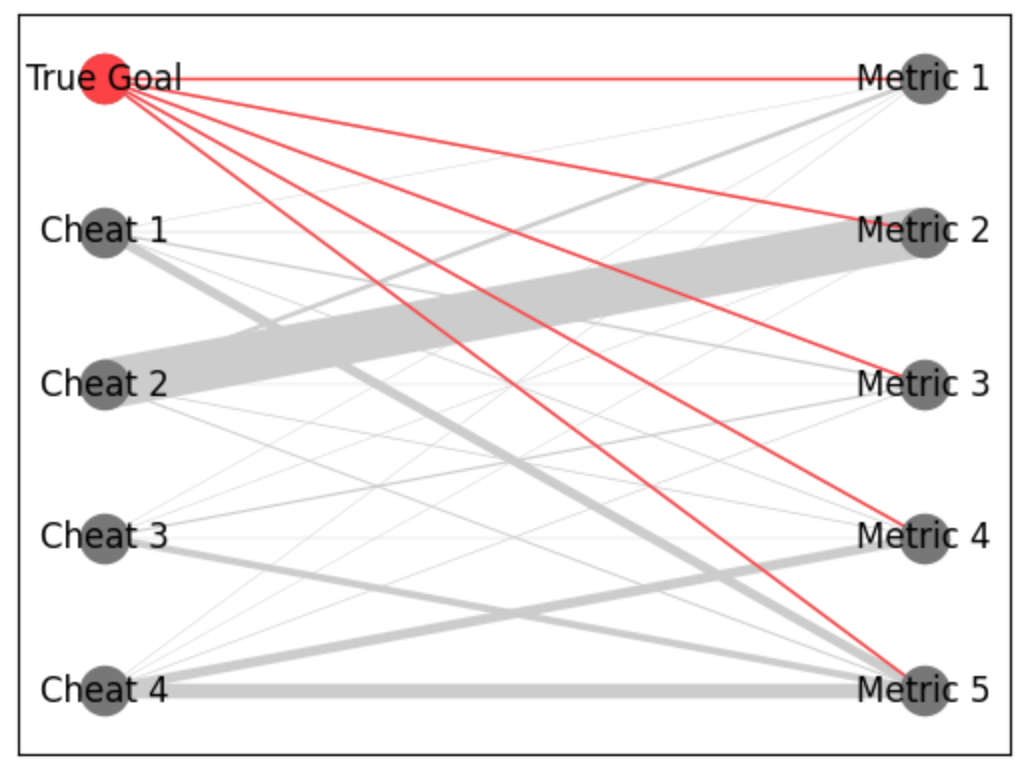 True Goal
Metric 1
Cheat 1
Metric 2
Cheat 2
Metric 3
Cheat 3
Metric 4
Cheat 4
Metric 5